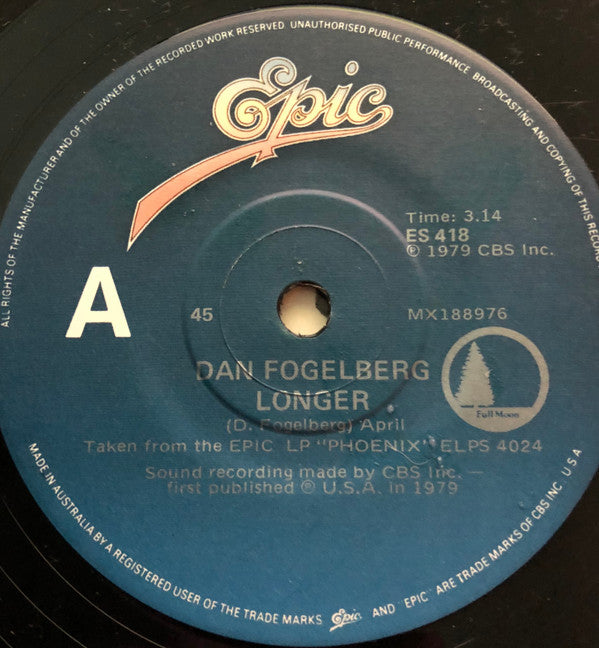 ALL RIGHTS OF THE MANUFACTURER AND OF THE OWNER OF THE RECORDED WORK RESERVED. UNAUTHORISED PUBLIC PERFORMANCE, BROADCASTING AND COPYING OF THIS RECORD
Epic
Time: 3.14
ES 418
℗ 1979 CBS Inc.
A
45
MX188976
DAN FOGELBERG
LONGER
Full Moon
(D. Fogelberg) April
Taken from the EPIC LP "PHOENIX" ELPS 4024
Sound recording made by CBS Inc. —
first published ℗ U.S.A. in 1979
MADE IN AUSTRALIA BY A REGISTERED USER OF THE TRADE MARKS Epic AND "EPIC" ARE TRADE MARKS OF CBS INC. U S A